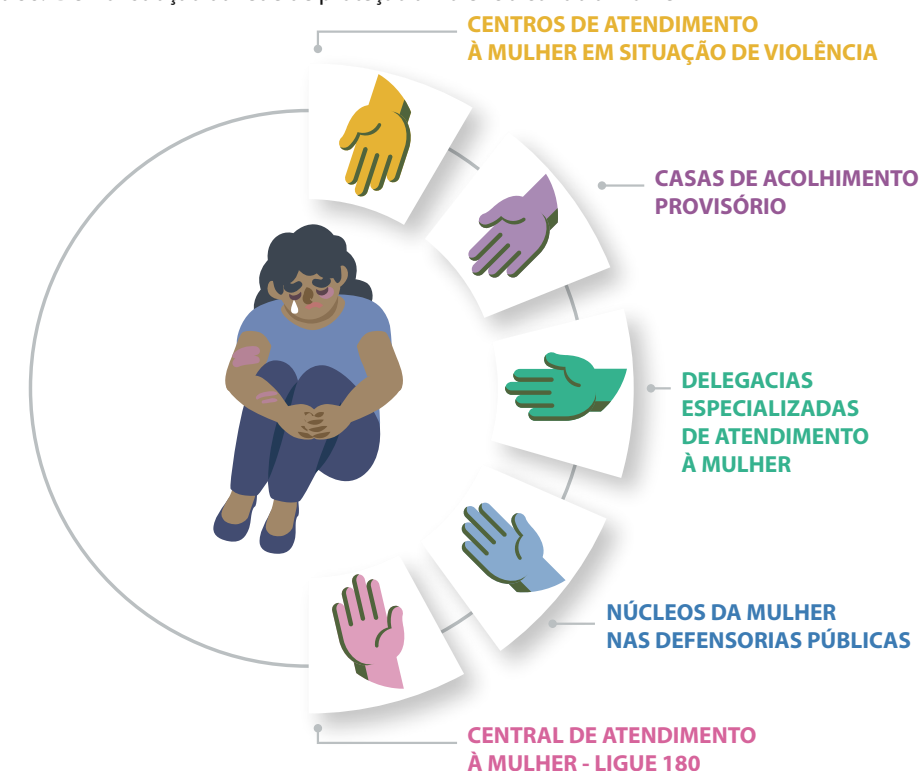 CENTROS DE ATENDIMENTO
À MULHER EM SITUAÇÃO DE VIOLÊNCIA
CASAS DE ACOLHIMENTO
PROVISÓRIO
DELEGACIAS
ESPECIALIZADAS
DE ATENDIMENTO
À MULHER
NÚCLEOS DA MULHER
NAS DEFENSORIAS PÚBLICAS
CENTRAL DE ATENDIMENTO
À MULHER - LIGUE 180